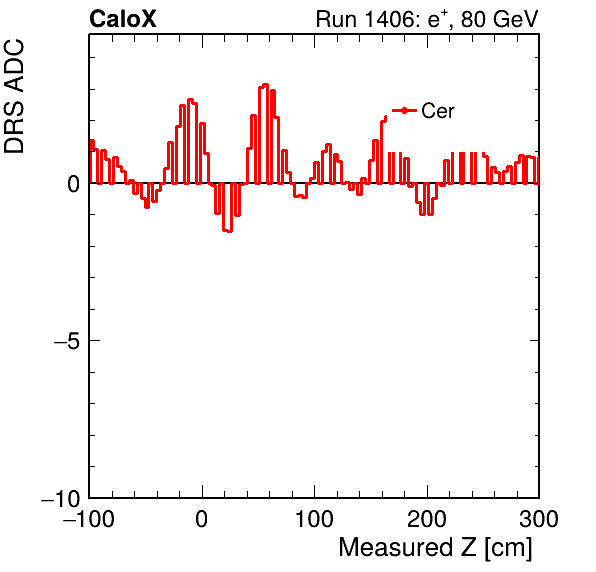 CaloX Run 1406: e⁺, 80 GeV
DRS ADC
Cer
0
−5
−10
−100 0 100 200 300
Measured Z [cm]